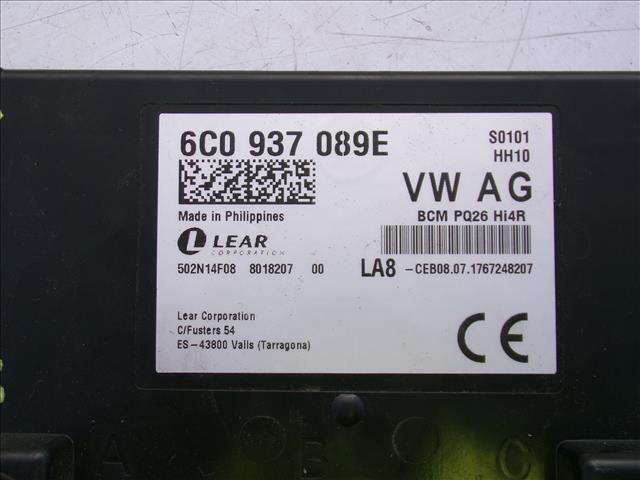 6C0 937 089E
S0101
HH10
VW AG
Made in Philippines
BCM PQ26 Hi4R
LEAR
CORPORATION
502N14F08 8018207 00
LA8 -CEB08.07.1767248207
Lear Corporation
C/Fusters 54
ES-43800 Valls (Tarragona)
CE
A B C